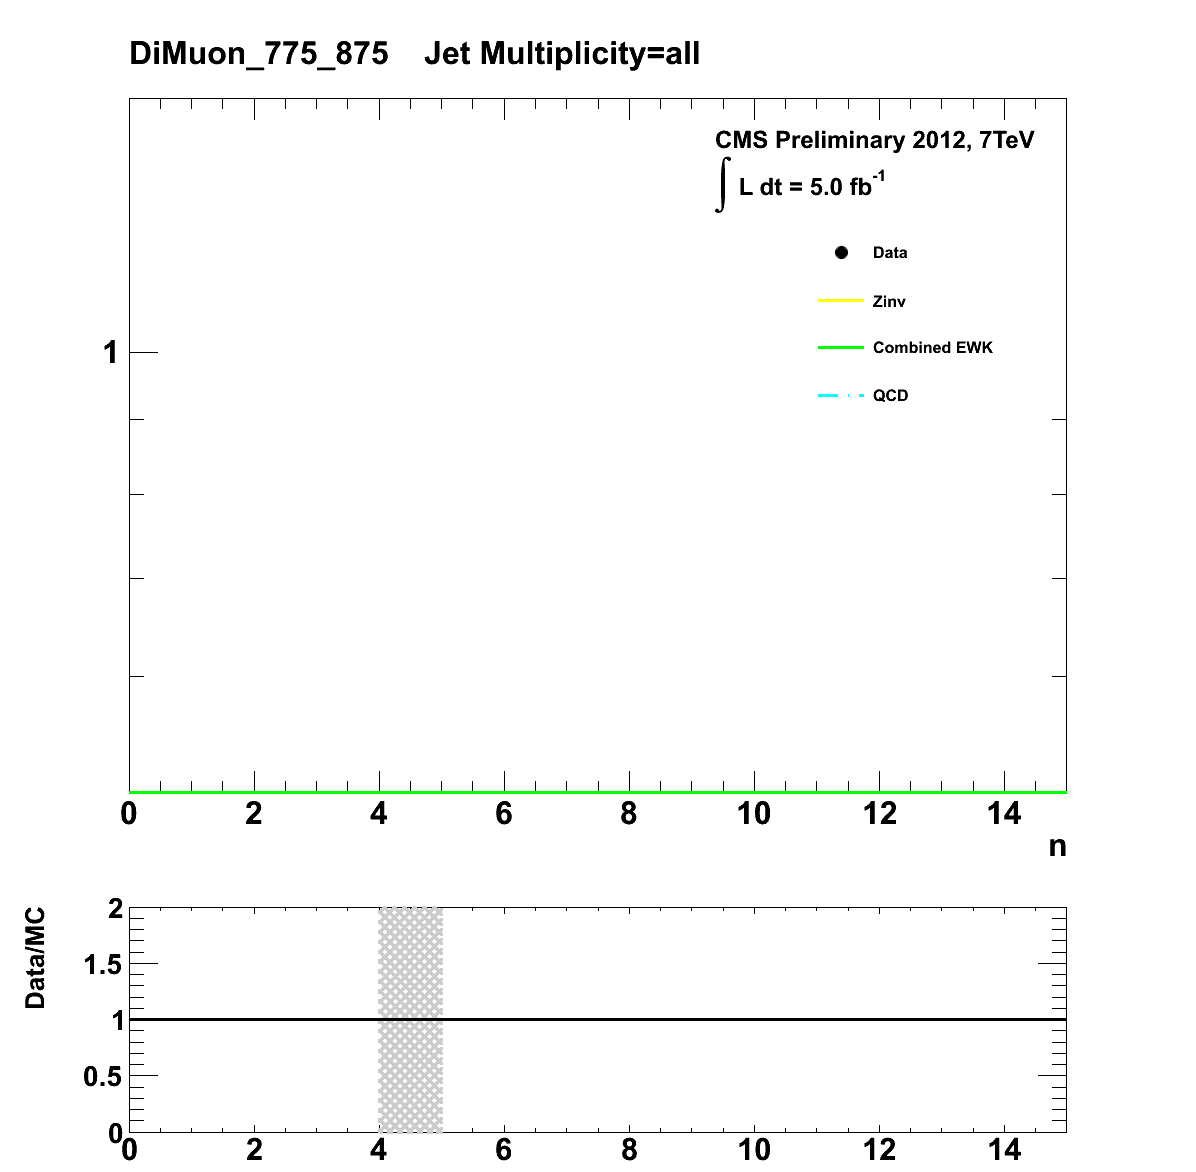 DiMuon_775_875 Jet Multiplicity=all
CMS Preliminary 2012, 7TeV
∫ L dt = 5.0 fb⁻¹
Data
Zinv
Combined EWK
QCD
1
0 2 4 6 8 10 12 14
n
Data/MC
2
1.5
1
0.5
0
0 2 4 6 8 10 12 14